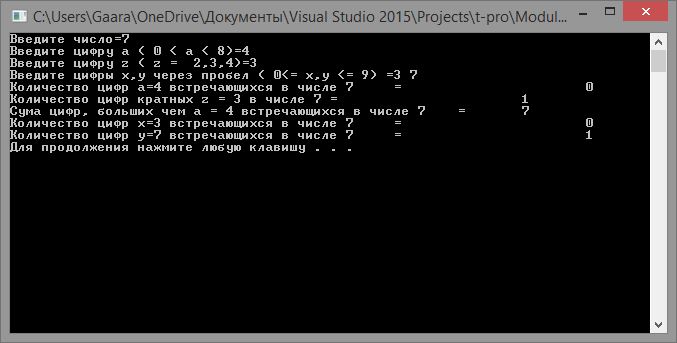 C:\Users\Gaara\OneDrive\Документы\Visual Studio 2015\Projects\t-pro\Modul...
Введите число=7
Введите цифру a ( 0 < a < 8)=4
Введите цифру z ( z =  2,3,4)=3
Введите цифры x,y через пробел ( 0<= x,y <= 9) =3 7
Количество цифр a=4 встречающихся в числе 7     =                       0
Количество цифр кратных z = 3 в числе 7 =                       1
Сума цифр, больших чем a = 4 встречающихся в числе 7     =       7
Количество цифр x=3 встречающихся в числе 7     =                       0
Количество цифр y=7 встречающихся в числе 7     =                       1
Для продолжения нажмите любую клавишу . . .